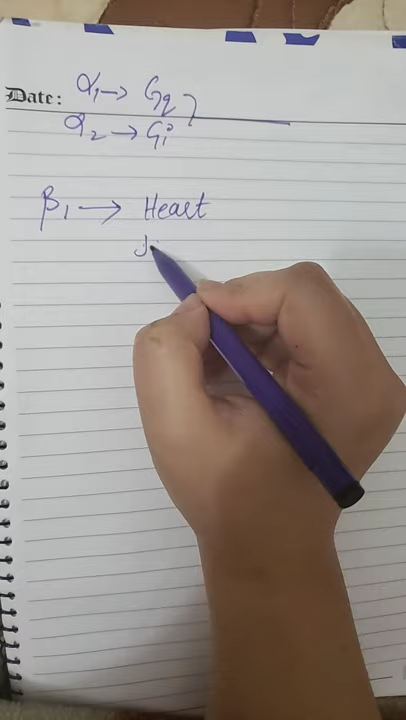 Date: α1 → Gq
α2 → Gi
β1 → Heart